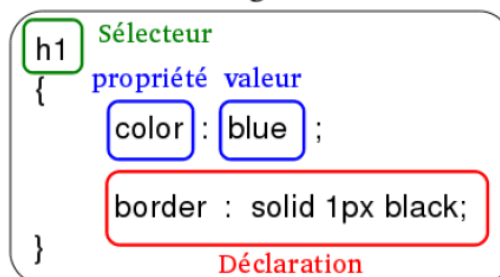 h1 Sélecteur
{
propriété valeur
color : blue ;
border : solid 1px black;
}
Déclaration